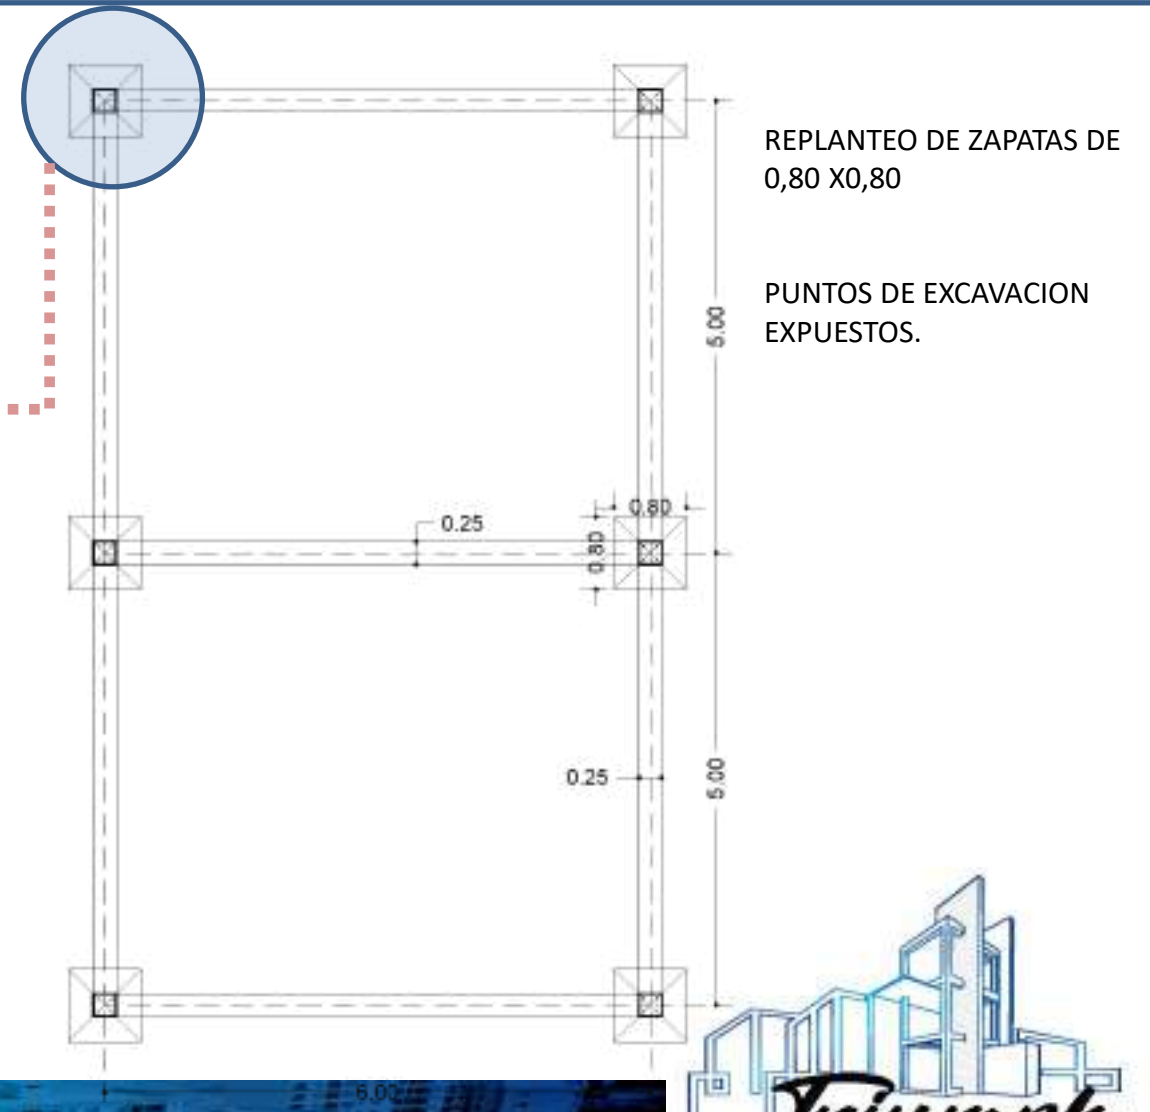 REPLANTEO DE ZAPATAS DE
0,80 X0,80
PUNTOS DE EXCAVACION
EXPUESTOS.
5.00
0.80
0.25
0.80
0.25
5.00
6.00